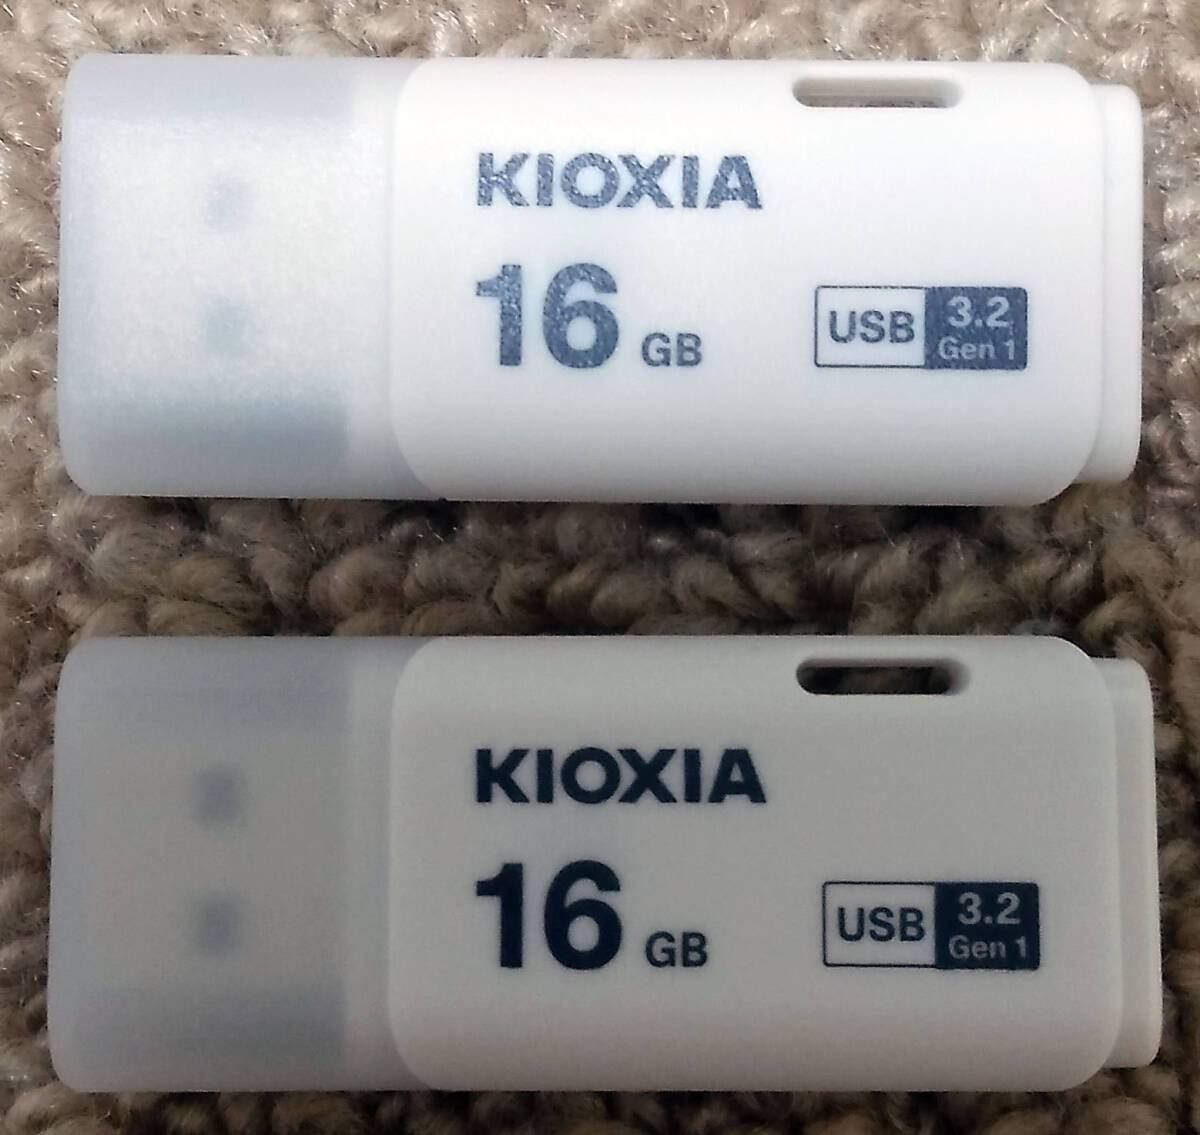 KIOXIA
16 GB
USB 3.2 Gen 1
KIOXIA
16 GB
USB 3.2 Gen 1